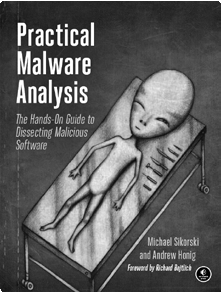 Practical
Malware
Analysis
The Hands-On Guide to
Dissecting Malicious
Software
Michael Sikorski
and Andrew Honig
Foreword by Richard Bejtlich